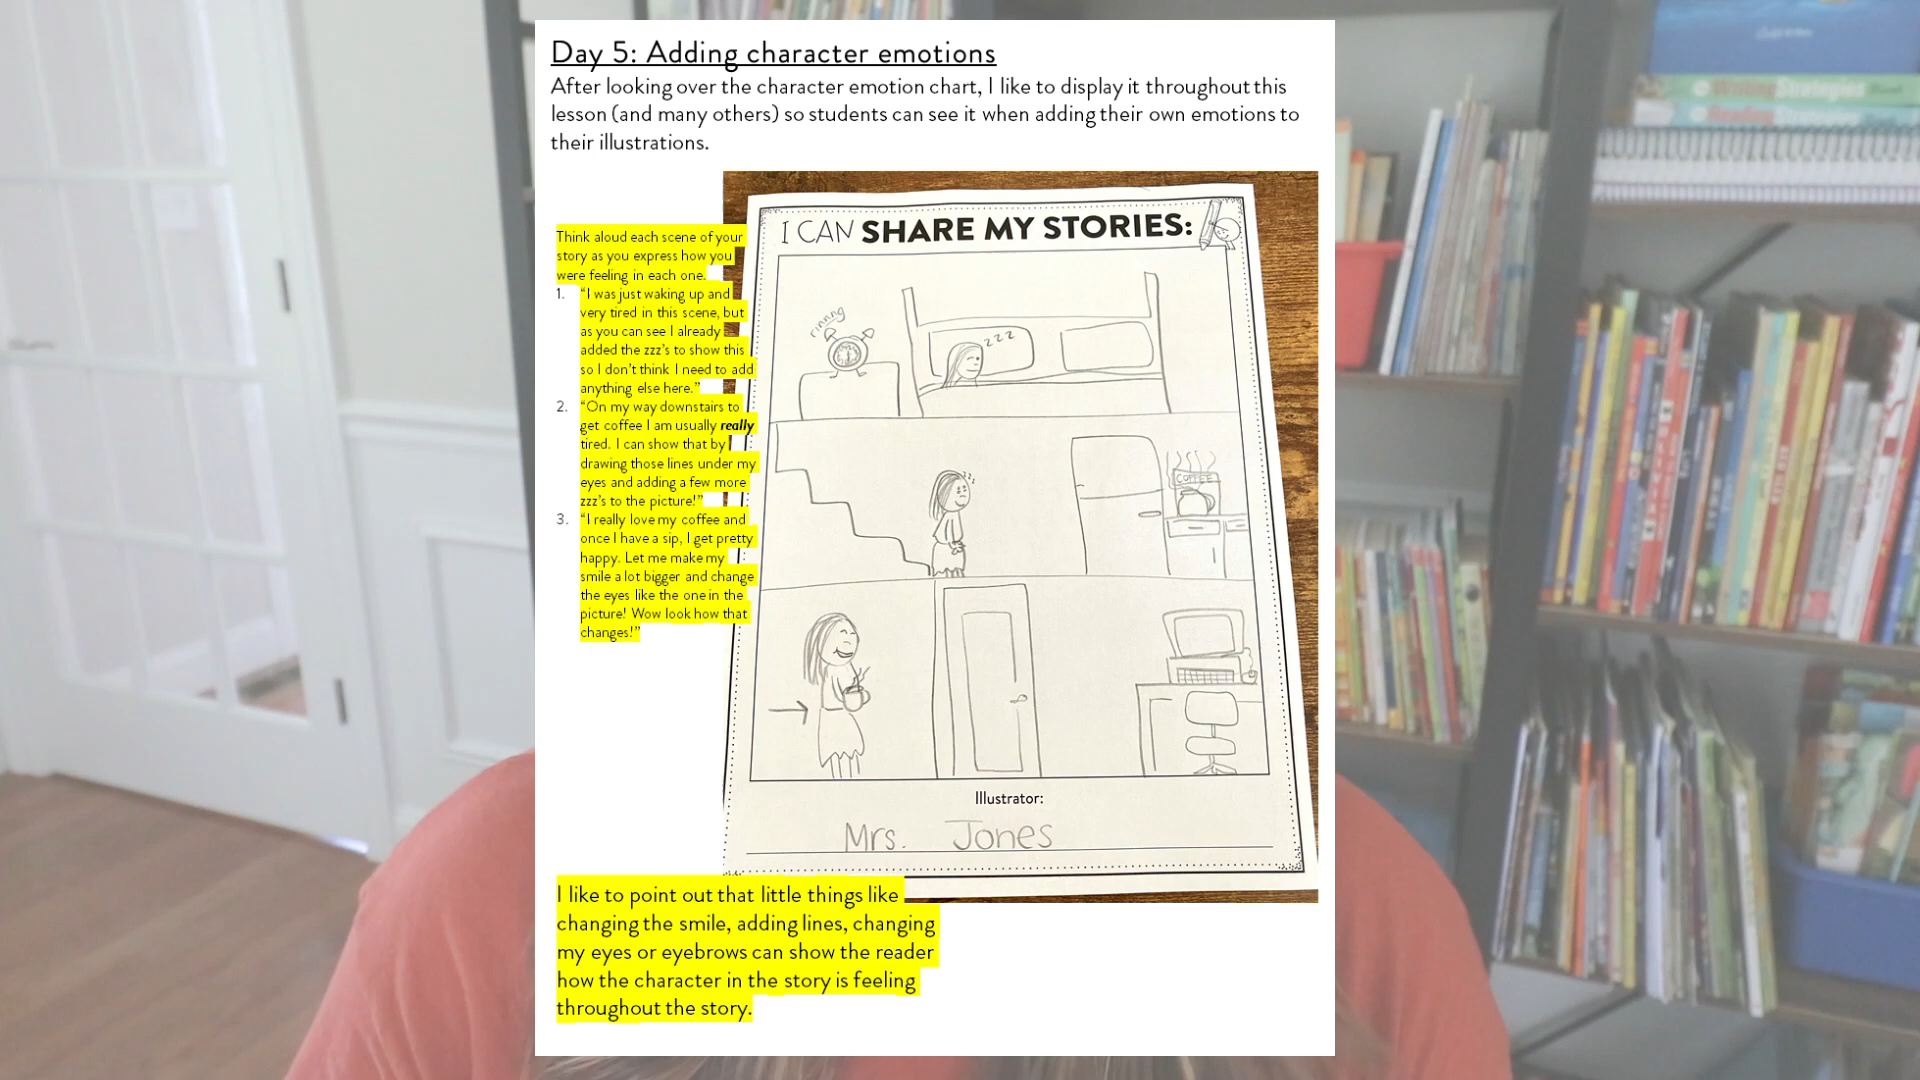 Day 5: Adding character emotions
After looking over the character emotion chart, I like to display it throughout this
lesson (and many others) so students can see it when adding their own emotions to
their illustrations.
Think aloud each scene of your
story as you express how you
were feeling in each one.
1. “I was just waking up and
very tired in this scene, but
as you can see I already
added the zzz’s to show this
so I don’t think I need to add
anything else here.”
2. “On my way downstairs to
get coffee I am usually really
tired. I can show that by
drawing those lines under my
eyes and adding a few more
zzz’s to the picture!”
3. “I really love my coffee and
once I have a sip, I get pretty
happy. Let me make my
smile a lot bigger and change
the eyes like the one in the
picture! Wow look how that
changes!”
I CAN SHARE MY STORIES:
rinnng
zzz
zzz
COFFEE
Illustrator:
Mrs. Jones
I like to point out that little things like
changing the smile, adding lines, changing
my eyes or eyebrows can show the reader
how the character in the story is feeling
throughout the story.
Writing Strategies
Reading Strategies